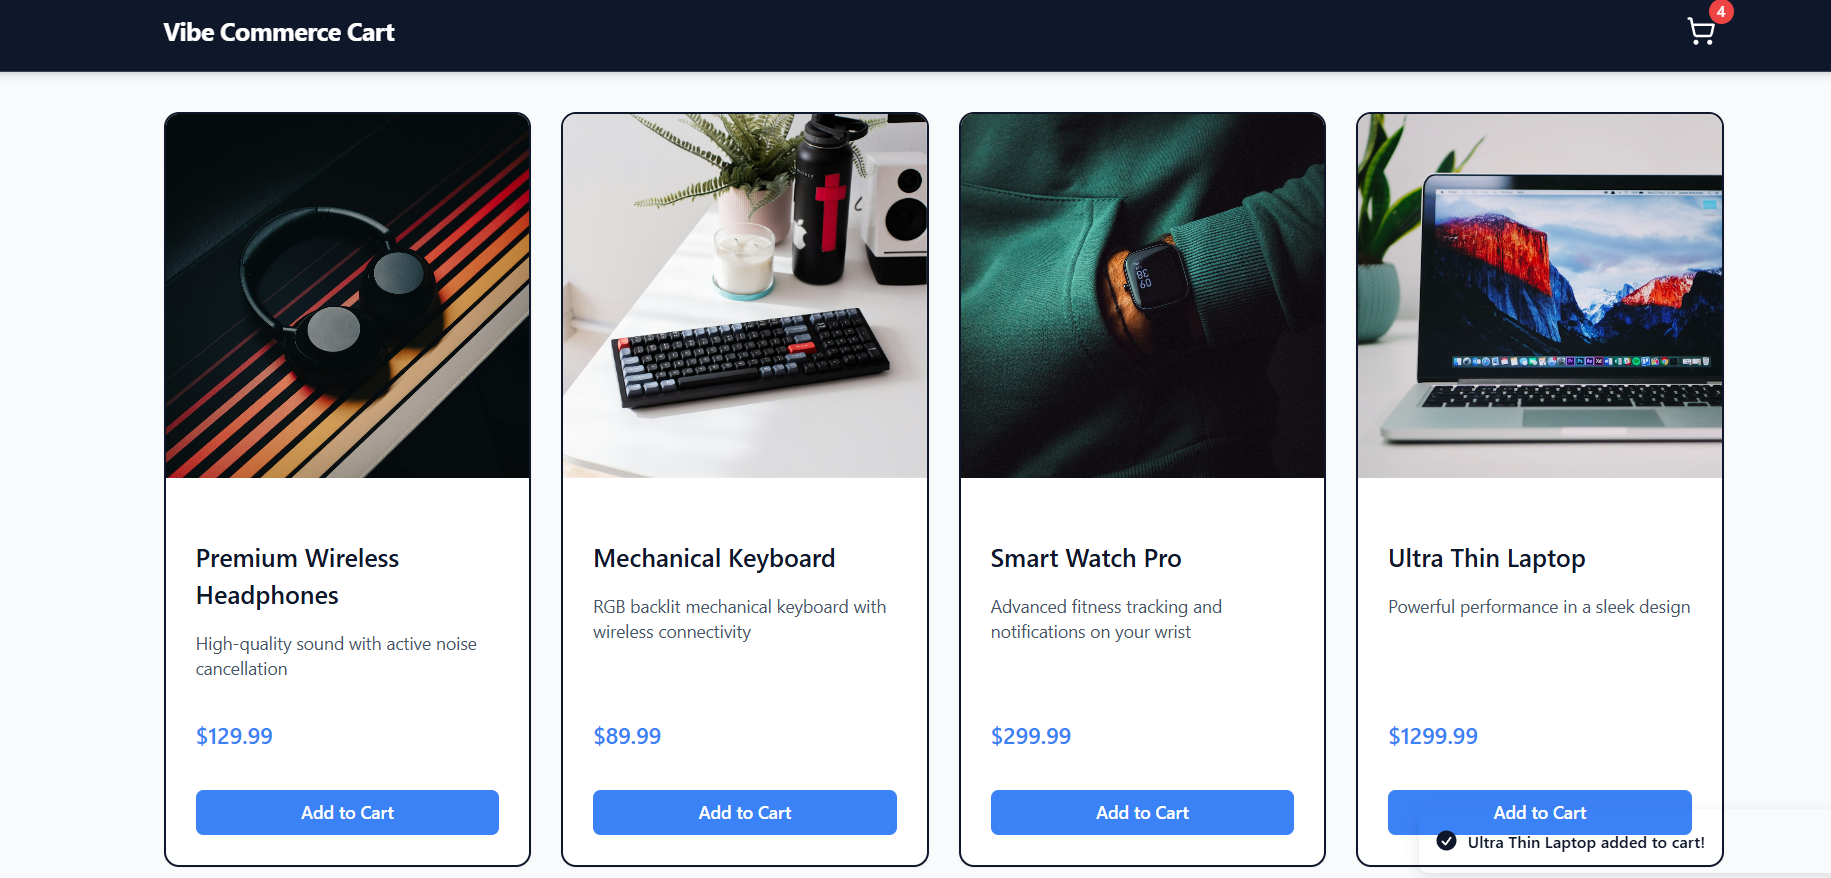 Vibe Commerce Cart
4
Premium Wireless
Headphones
High-quality sound with active noise
cancellation
$129.99
Add to Cart
Mechanical Keyboard
RGB backlit mechanical keyboard with
wireless connectivity
$89.99
Add to Cart
Smart Watch Pro
Advanced fitness tracking and
notifications on your wrist
$299.99
Add to Cart
Ultra Thin Laptop
Powerful performance in a sleek design
$1299.99
Add to Cart
Ultra Thin Laptop added to cart!